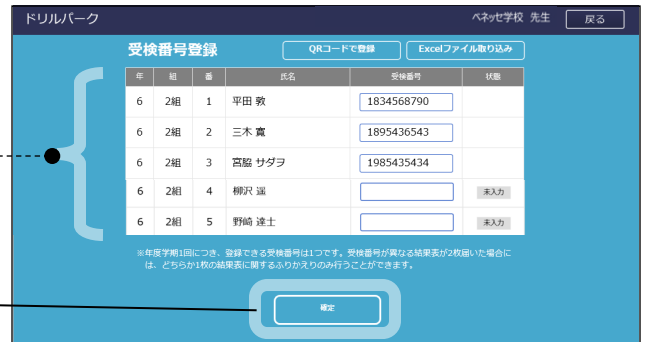 ドリルパーク ベネッセ学校 先生 戻る
受検番号登録 QRコードで登録 Excelファイル取り込み
年 組 番 氏名 受検番号 状態
6 2組 1 平田 敦 1834568790
6 2組 2 三木 寛 1895436543
6 2組 3 宮脇 サダヲ 1985435434
6 2組 4 柳沢 遥 未入力
6 2組 5 野崎 達士 未入力
※年度学期1回につき、登録できる受検番号は1つです。受検番号が異なる結果表が2枚届いた場合に
は、どちらか1枚の結果表に関するふりかえりのみ行うことができます。
確定